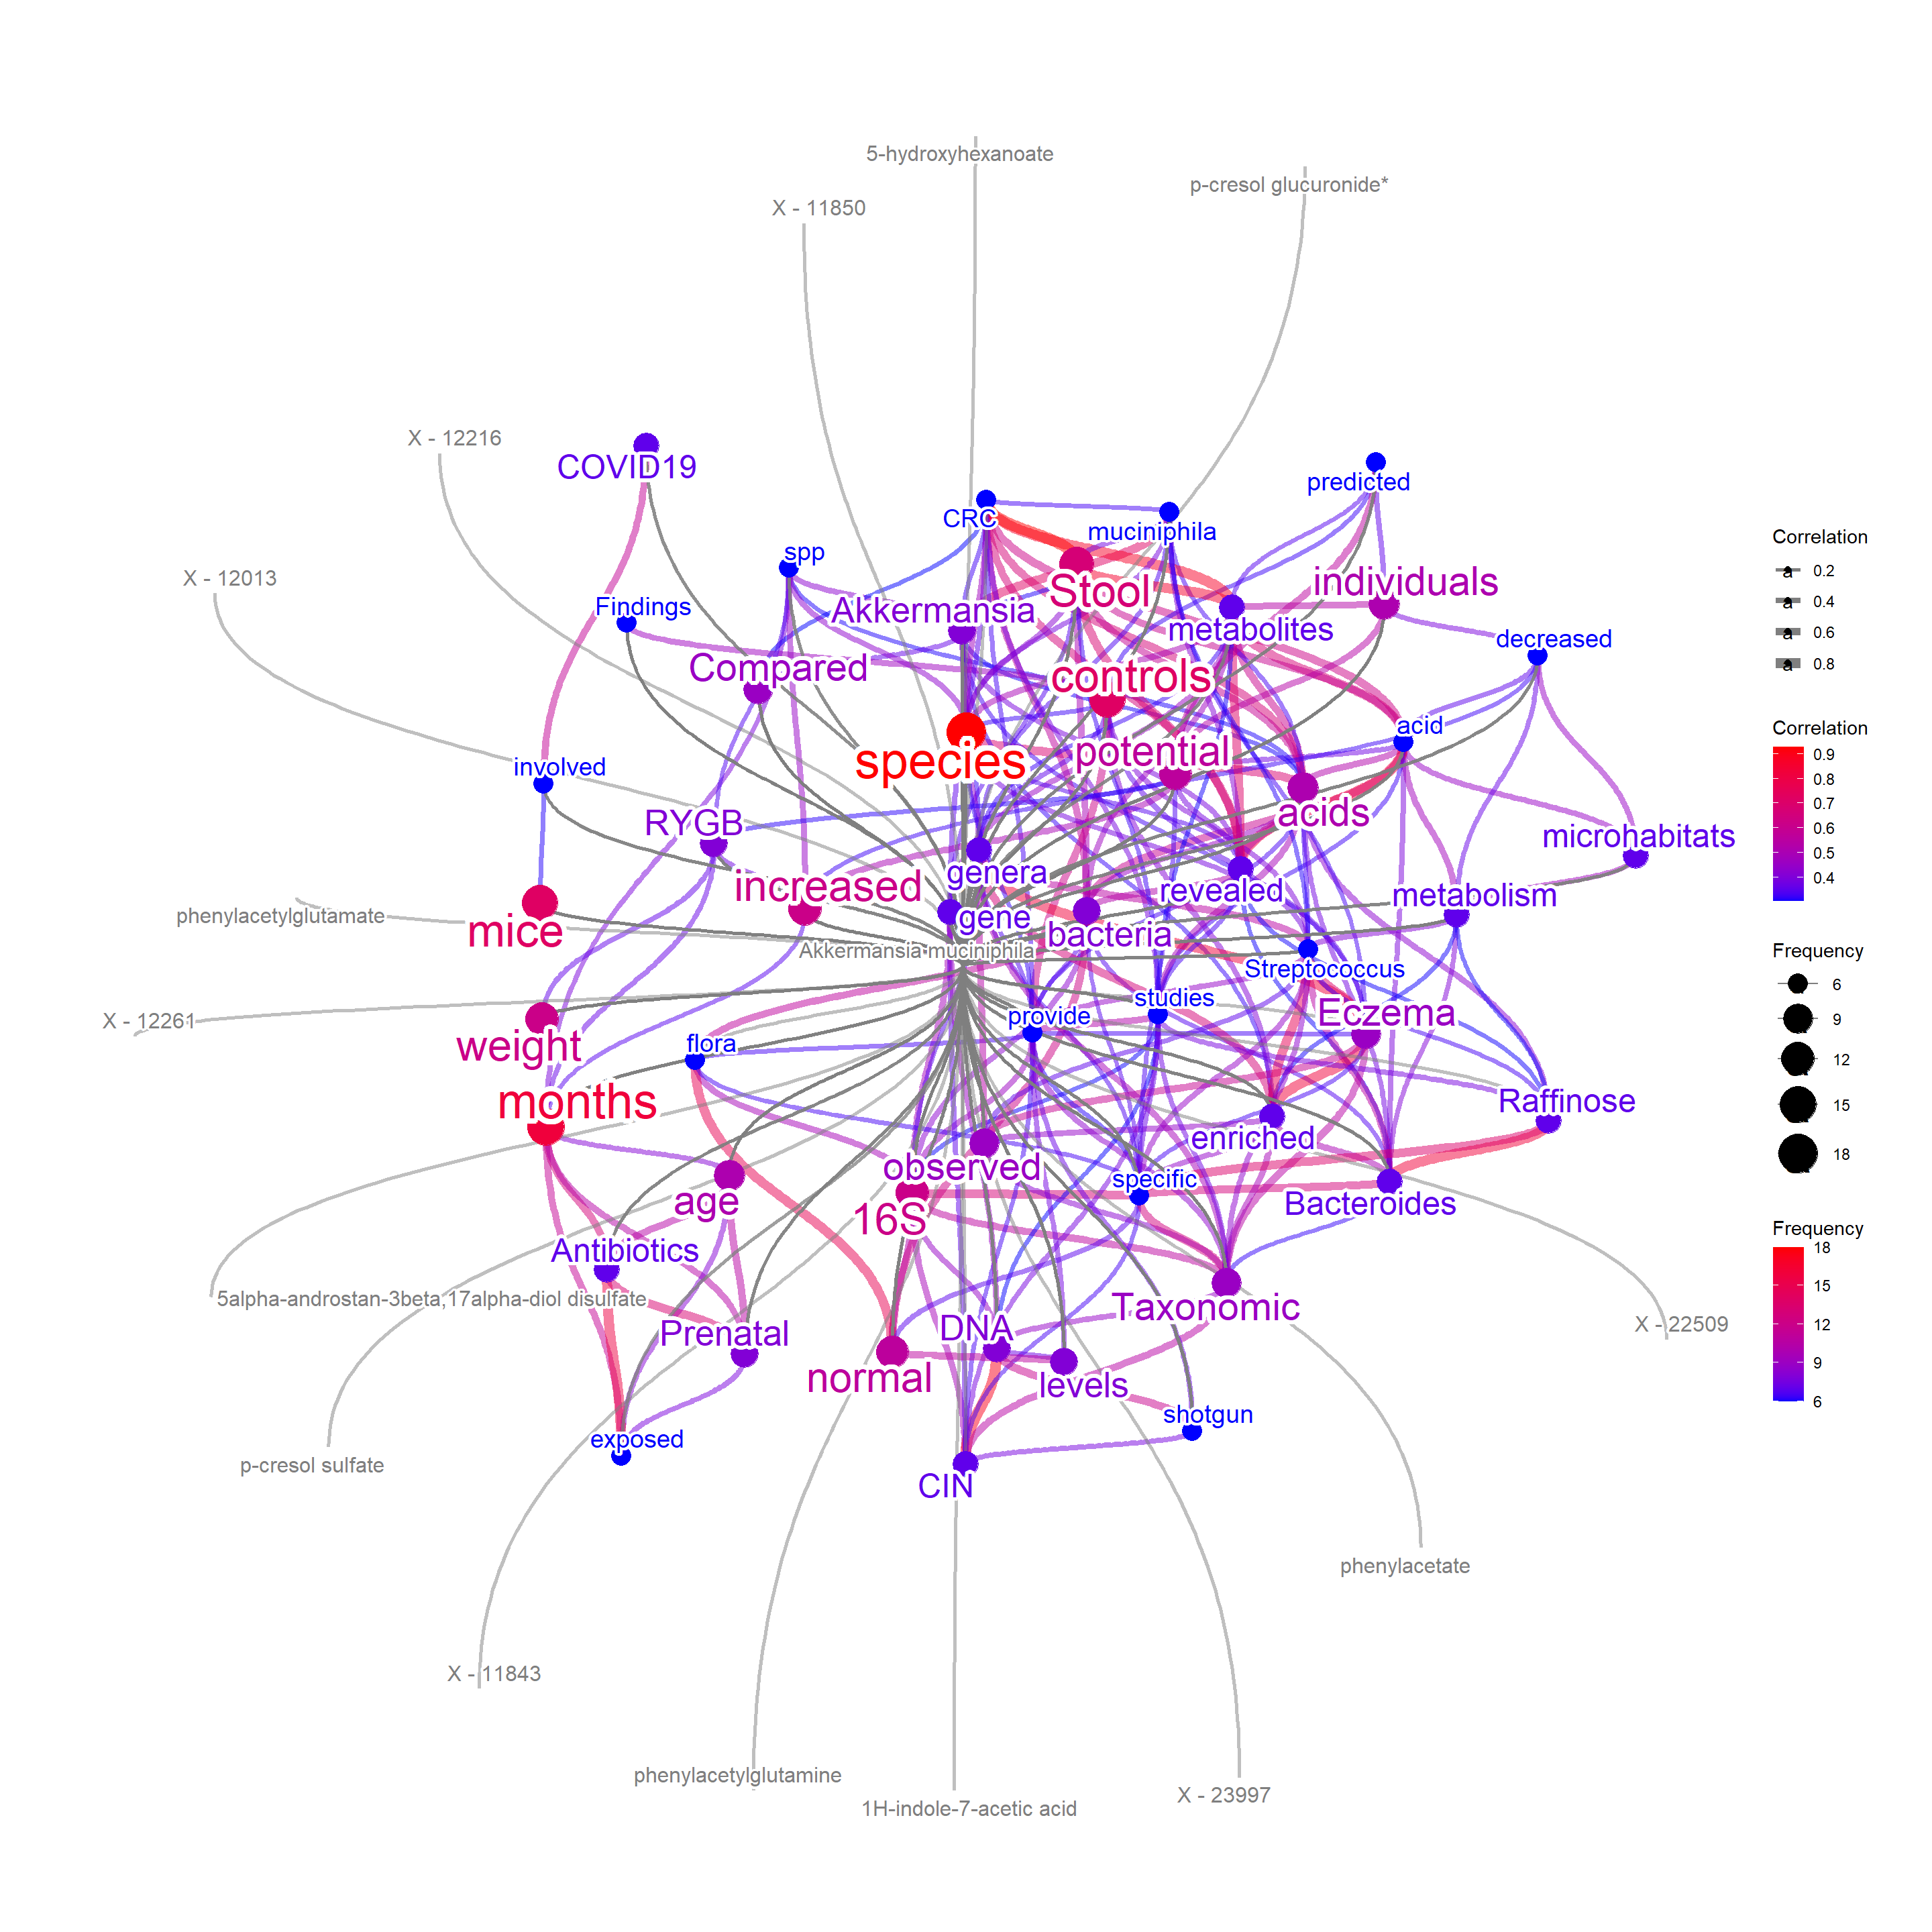 5-hydroxyhexanoate
p-cresol glucuronide*
X - 11850
X - 12216
COVID19
predicted
CRC
muciniphila
Correlation
spp
0.2
X - 12013
individuals
Stool
a
0.4
Findings
Akkermansia
metabolites
0.6
decreased
Compared
0.8
controls
acid
Correlation
potential
0.9
species
involved
0.8
0.7
acids
RYGB
0.6
microhabitats
0.5
genera
increased
revealed
0.4
metabolism
phenylacetylglutamate
gene
mice
bacteria
Akkermansia muciniphila
Frequency
Streptococcus
6
studies
Eczema
X - 12261
provide
9
weight
flora
12
months
Raffinose
15
enriched
observed
18
specific
age
Bacteroides
16S
Frequency
Antibiotics
18
5alpha-androstan-3beta,17alpha-diol disulfate
15
Taxonomic
X - 22509
12
Prenatal
DNA
9
normal
levels
6
shotgun
exposed
p-cresol sulfate
CIN
phenylacetate
X - 11843
phenylacetylglutamine
X - 23997
1H-indole-7-acetic acid